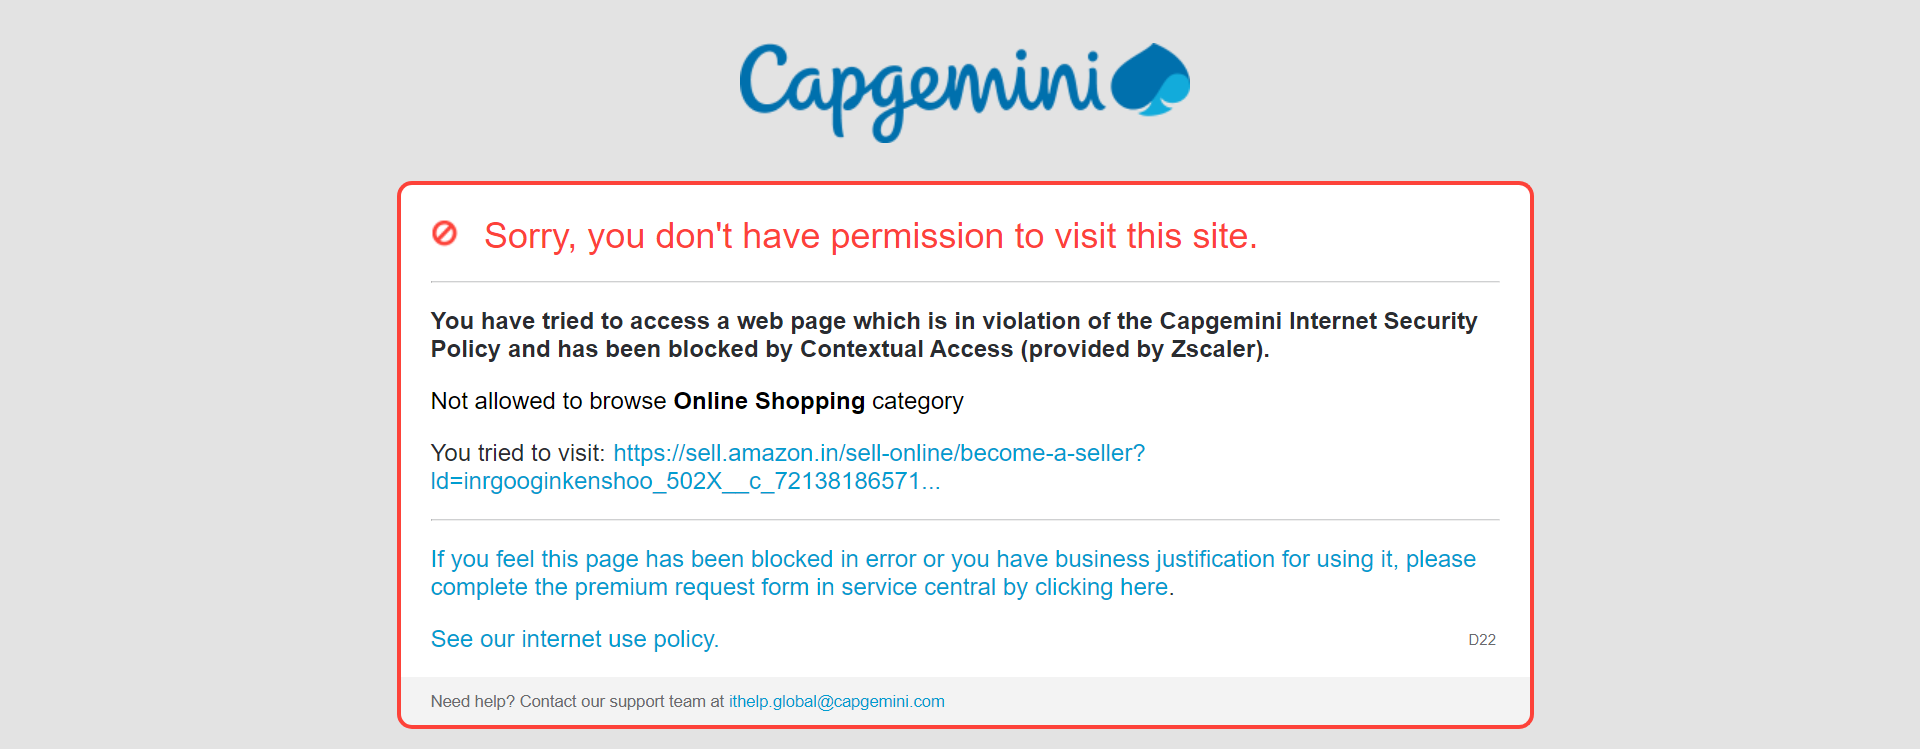 Capgemini
Sorry, you don't have permission to visit this site.
You have tried to access a web page which is in violation of the Capgemini Internet Security
Policy and has been blocked by Contextual Access (provided by Zscaler).
Not allowed to browse Online Shopping category
You tried to visit: https://sell.amazon.in/sell-online/become-a-seller?
ld=inrgooginkenshoo_502X__c_72138186571...
If you feel this page has been blocked in error or you have business justification for using it, please
complete the premium request form in service central by clicking here.
See our internet use policy.
D22
Need help? Contact our support team at ithelp.global@capgemini.com